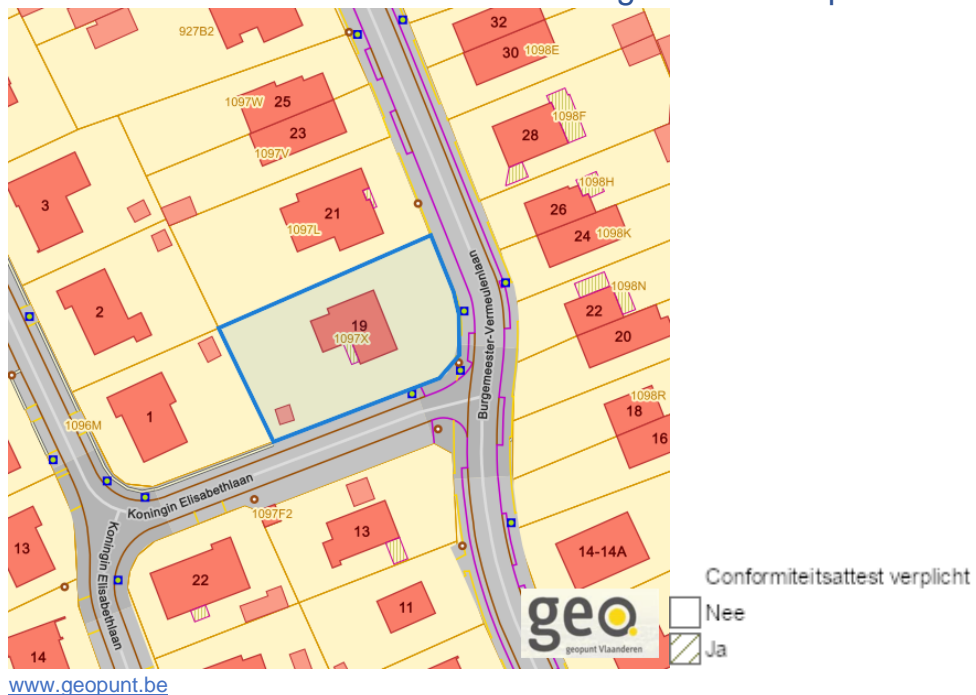 32
30
1098E
927B2
25
1097W
23
1097V
1098F
28
1098H
26
24
1098K
3
21
1097L
1098N
22
20
2
19
1097X
Burgemeester-Vermeulenlaan
1098R
18
16
1
1096M
Koningin Elisabethlaan
1097F2
13
13
Koningin Elisabethlaan
22
11
14-14A
14
geo.
geopunt Vlaanderen
Conformiteitsattest verplicht
Nee
Ja
www.geopunt.be